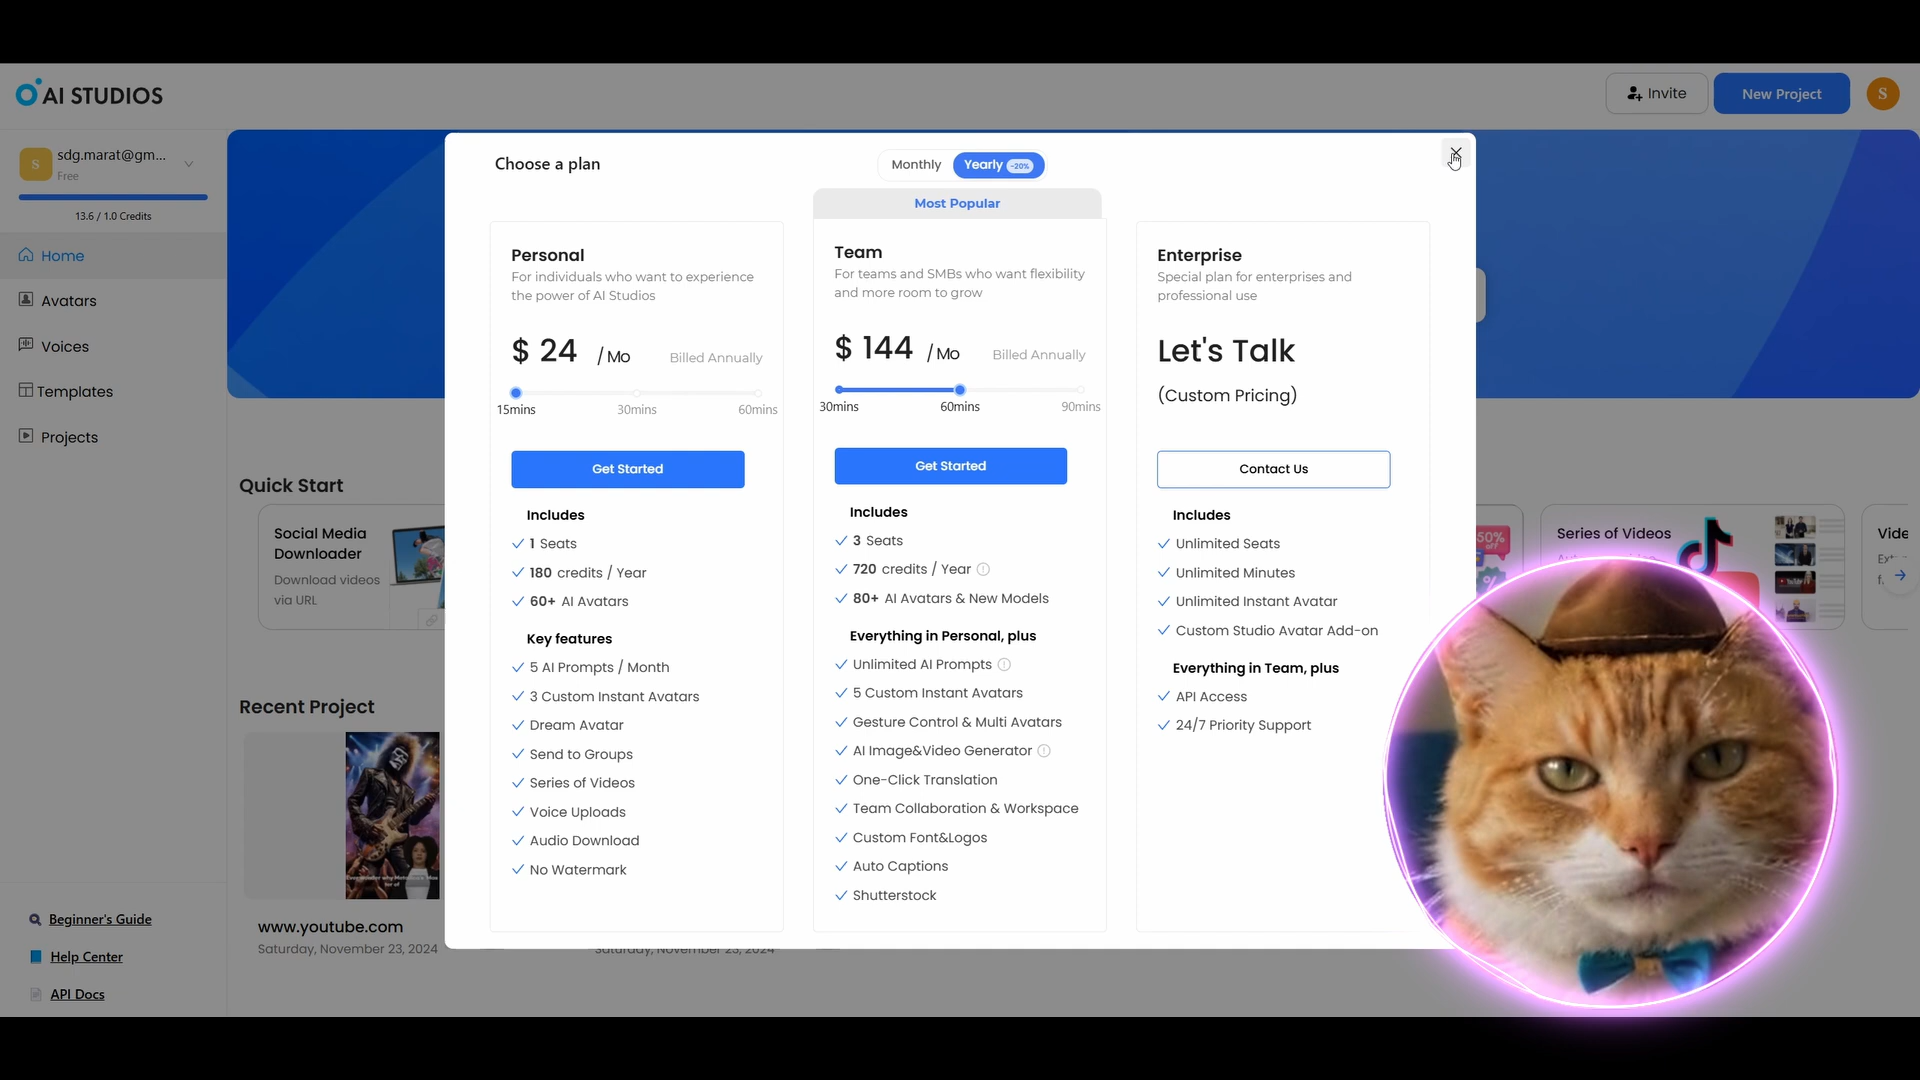 AI STUDIOS
Invite
New Project
S
S
sdg.marat@gm...
Free
13.6 / 1.0 Credits
Home
Avatars
Voices
Templates
Projects
Beginner's Guide
Help Center
API Docs
Quick Start
Social Media
Downloader
Download videos
via URL
Series of Videos
50%
off
Vide
Ex
f.
Recent Project
www.youtube.com
Saturday, November 23, 2024
Saturday, November 23, 2024
Choose a plan
Monthly
Yearly -20%
Most Popular
Personal
For individuals who want to experience
the power of AI Studios
$ 24 / Mo Billed Annually
15mins 30mins 60mins
Get Started
Includes
1 Seats
180 credits / Year
60+ AI Avatars
Key features
5 AI Prompts / Month
3 Custom Instant Avatars
Dream Avatar
Send to Groups
Series of Videos
Voice Uploads
Audio Download
No Watermark
Team
For teams and SMBs who want flexibility
and more room to grow
$ 144 / Mo Billed Annually
30mins 60mins 90mins
Get Started
Includes
3 Seats
720 credits / Year
80+ AI Avatars & New Models
Everything in Personal, plus
Unlimited AI Prompts
5 Custom Instant Avatars
Gesture Control & Multi Avatars
AI Image&Video Generator
One-Click Translation
Team Collaboration & Workspace
Custom Font&Logos
Auto Captions
Shutterstock
Enterprise
Special plan for enterprises and
professional use
Let's Talk
(Custom Pricing)
Contact Us
Includes
Unlimited Seats
Unlimited Minutes
Unlimited Instant Avatar
Custom Studio Avatar Add-on
Everything in Team, plus
API Access
24/7 Priority Support